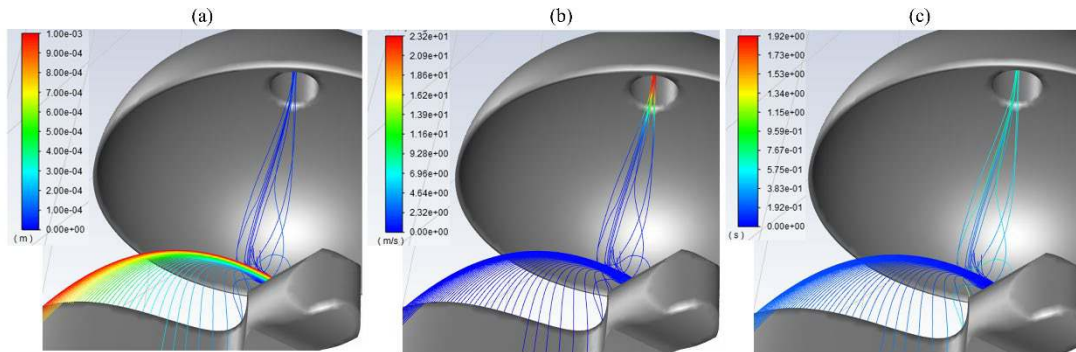 (a)
1.00e-03
9.00e-04
8.00e-04
7.00e-04
6.00e-04
5.00e-04
4.00e-04
3.00e-04
2.00e-04
1.00e-04
0.00e+00
( m )
(b)
2.32e+01
2.09e+01
1.86e+01
1.62e+01
1.39e+01
1.16e+01
9.28e+00
6.96e+00
4.64e+00
2.32e+00
0.00e+00
(m/s)
(c)
1.92e+00
1.73e+00
1.53e+00
1.34e+00
1.15e+00
9.59e-01
7.67e-01
5.75e-01
3.84e-01
1.92e-01
0.00e+00
( s )